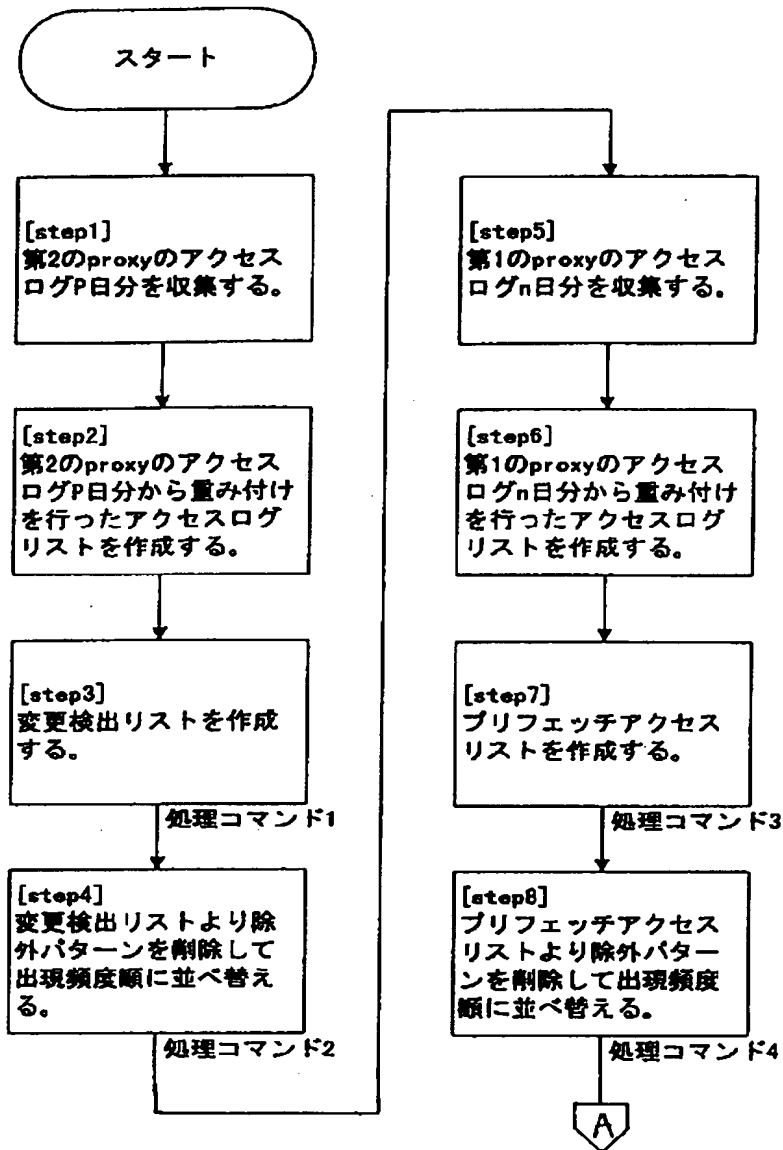 スタート
[step1]
第2のproxyのアクセス
ログP日分を収集する。
[step2]
第2のproxyのアクセス
ログP日分から重み付け
を行ったアクセスログ
リストを作成する。
[step3]
変更検出リストを作成
する。
処理コマンド1
[step4]
変更検出リストより除
外パターンを削除して
出現頻度順に並べ替え
る。
処理コマンド2
[step5]
第1のproxyのアクセス
ログn日分を収集する。
[step6]
第1のproxyのアクセス
ログn日分から重み付け
を行ったアクセスログ
リストを作成する。
[step7]
プリフェッチアクセス
リストを作成する。
処理コマンド3
[step8]
プリフェッチアクセス
リストより除外パター
ンを削除して出現頻度
順に並べ替える。
処理コマンド4
A